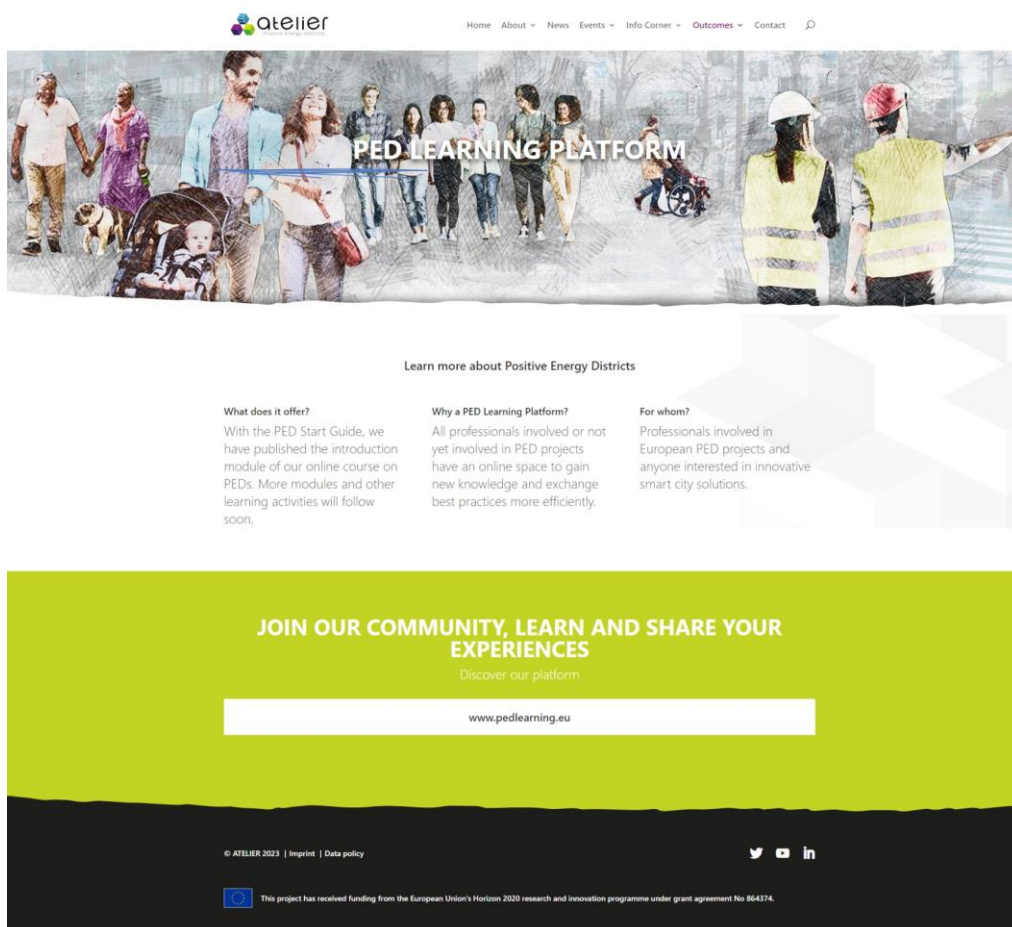 atelier
Positive Energy Districts
Home About News Events Info Corner Outcomes Contact
PED LEARNING PLATFORM
Learn more about Positive Energy Districts
What does it offer?
With the PED Start Guide, we
have published the introduction
module of our online course on
PEDs. More modules and other
learning activities will follow
soon.
Why a PED Learning Platform?
All professionals involved or not
yet involved in PED projects
have an online space to gain
new knowledge and exchange
best practices more efficiently.
For whom?
Professionals involved in
European PED projects and
anyone interested in innovative
smart city solutions.
JOIN OUR COMMUNITY, LEARN AND SHARE YOUR
EXPERIENCES
Discover our platform
www.pedlearning.eu
© ATELIER 2023 | Imprint | Data policy
in
This project has received funding from the European Union's Horizon 2020 research and innovation programme under grant agreement No 864374.